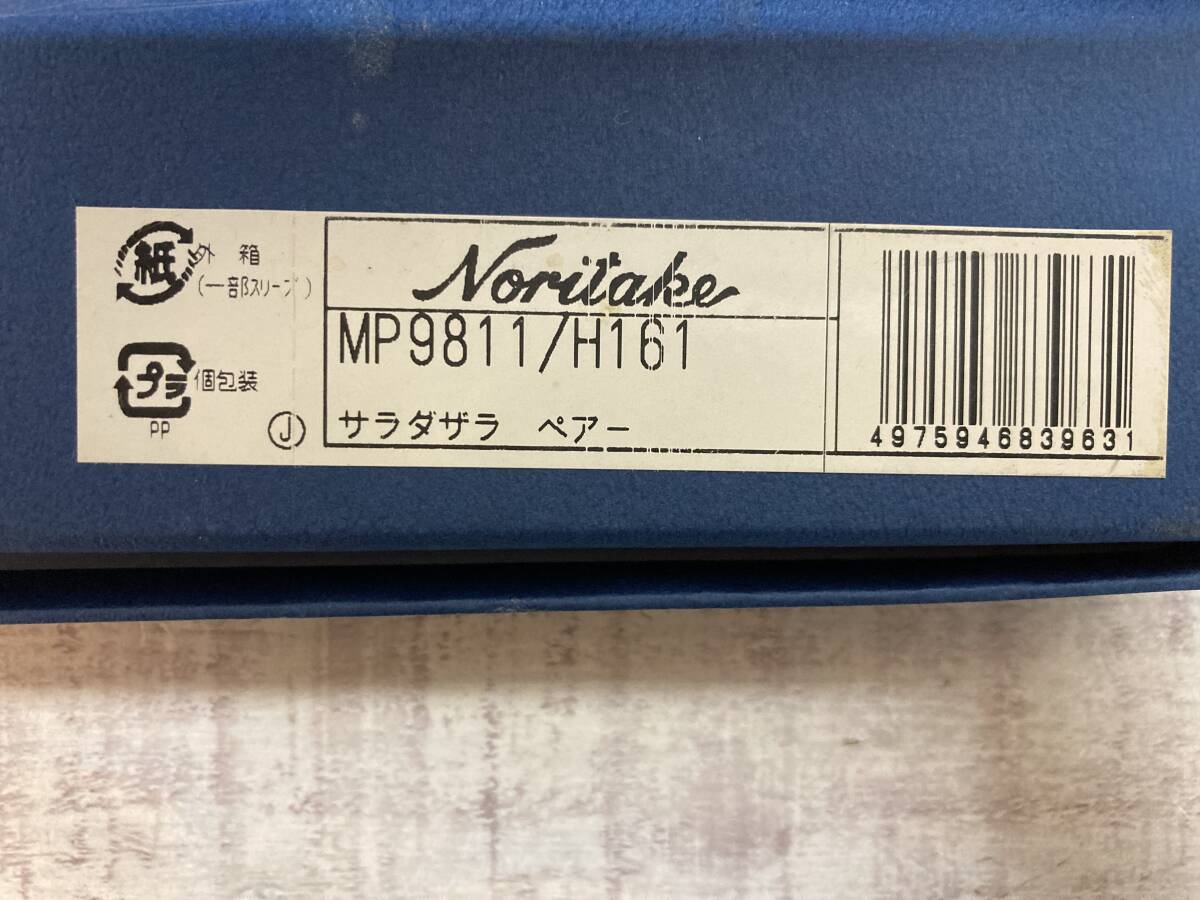 紙 外箱
(一部スリーブ)
プラ 個包装
PP
J
Noritake
MP9811/H161
サラダザラ ペアー
4975946839631